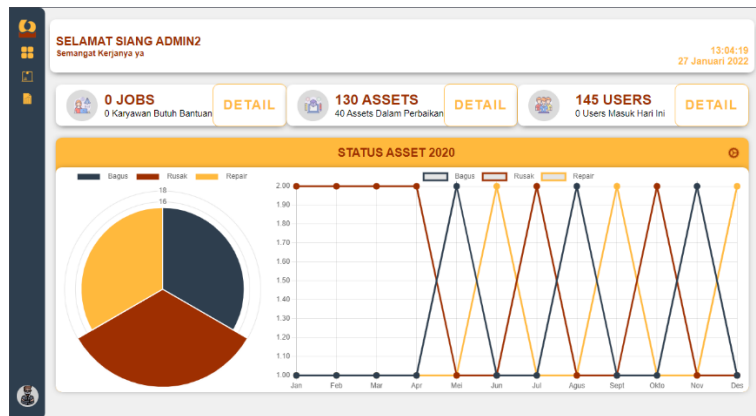 SELAMAT SIANG ADMIN2
Semangat Kerjanya ya
13:04:19
27 Januari 2022
0 JOBS
0 Karyawan Butuh Bantuan
DETAIL
130 ASSETS
40 Assets Dalam Perbaikan
DETAIL
145 USERS
0 Users Masuk Hari Ini
DETAIL
STATUS ASSET 2020
Bagus Rusak Repair
18
16
Bagus Rusak Repair
2.00
1.90
1.80
1.70
1.60
1.50
1.40
1.30
1.20
1.10
1.00
Jan Feb Mar Apr Mei Jun Jul Agus Sept Okto Nov Des